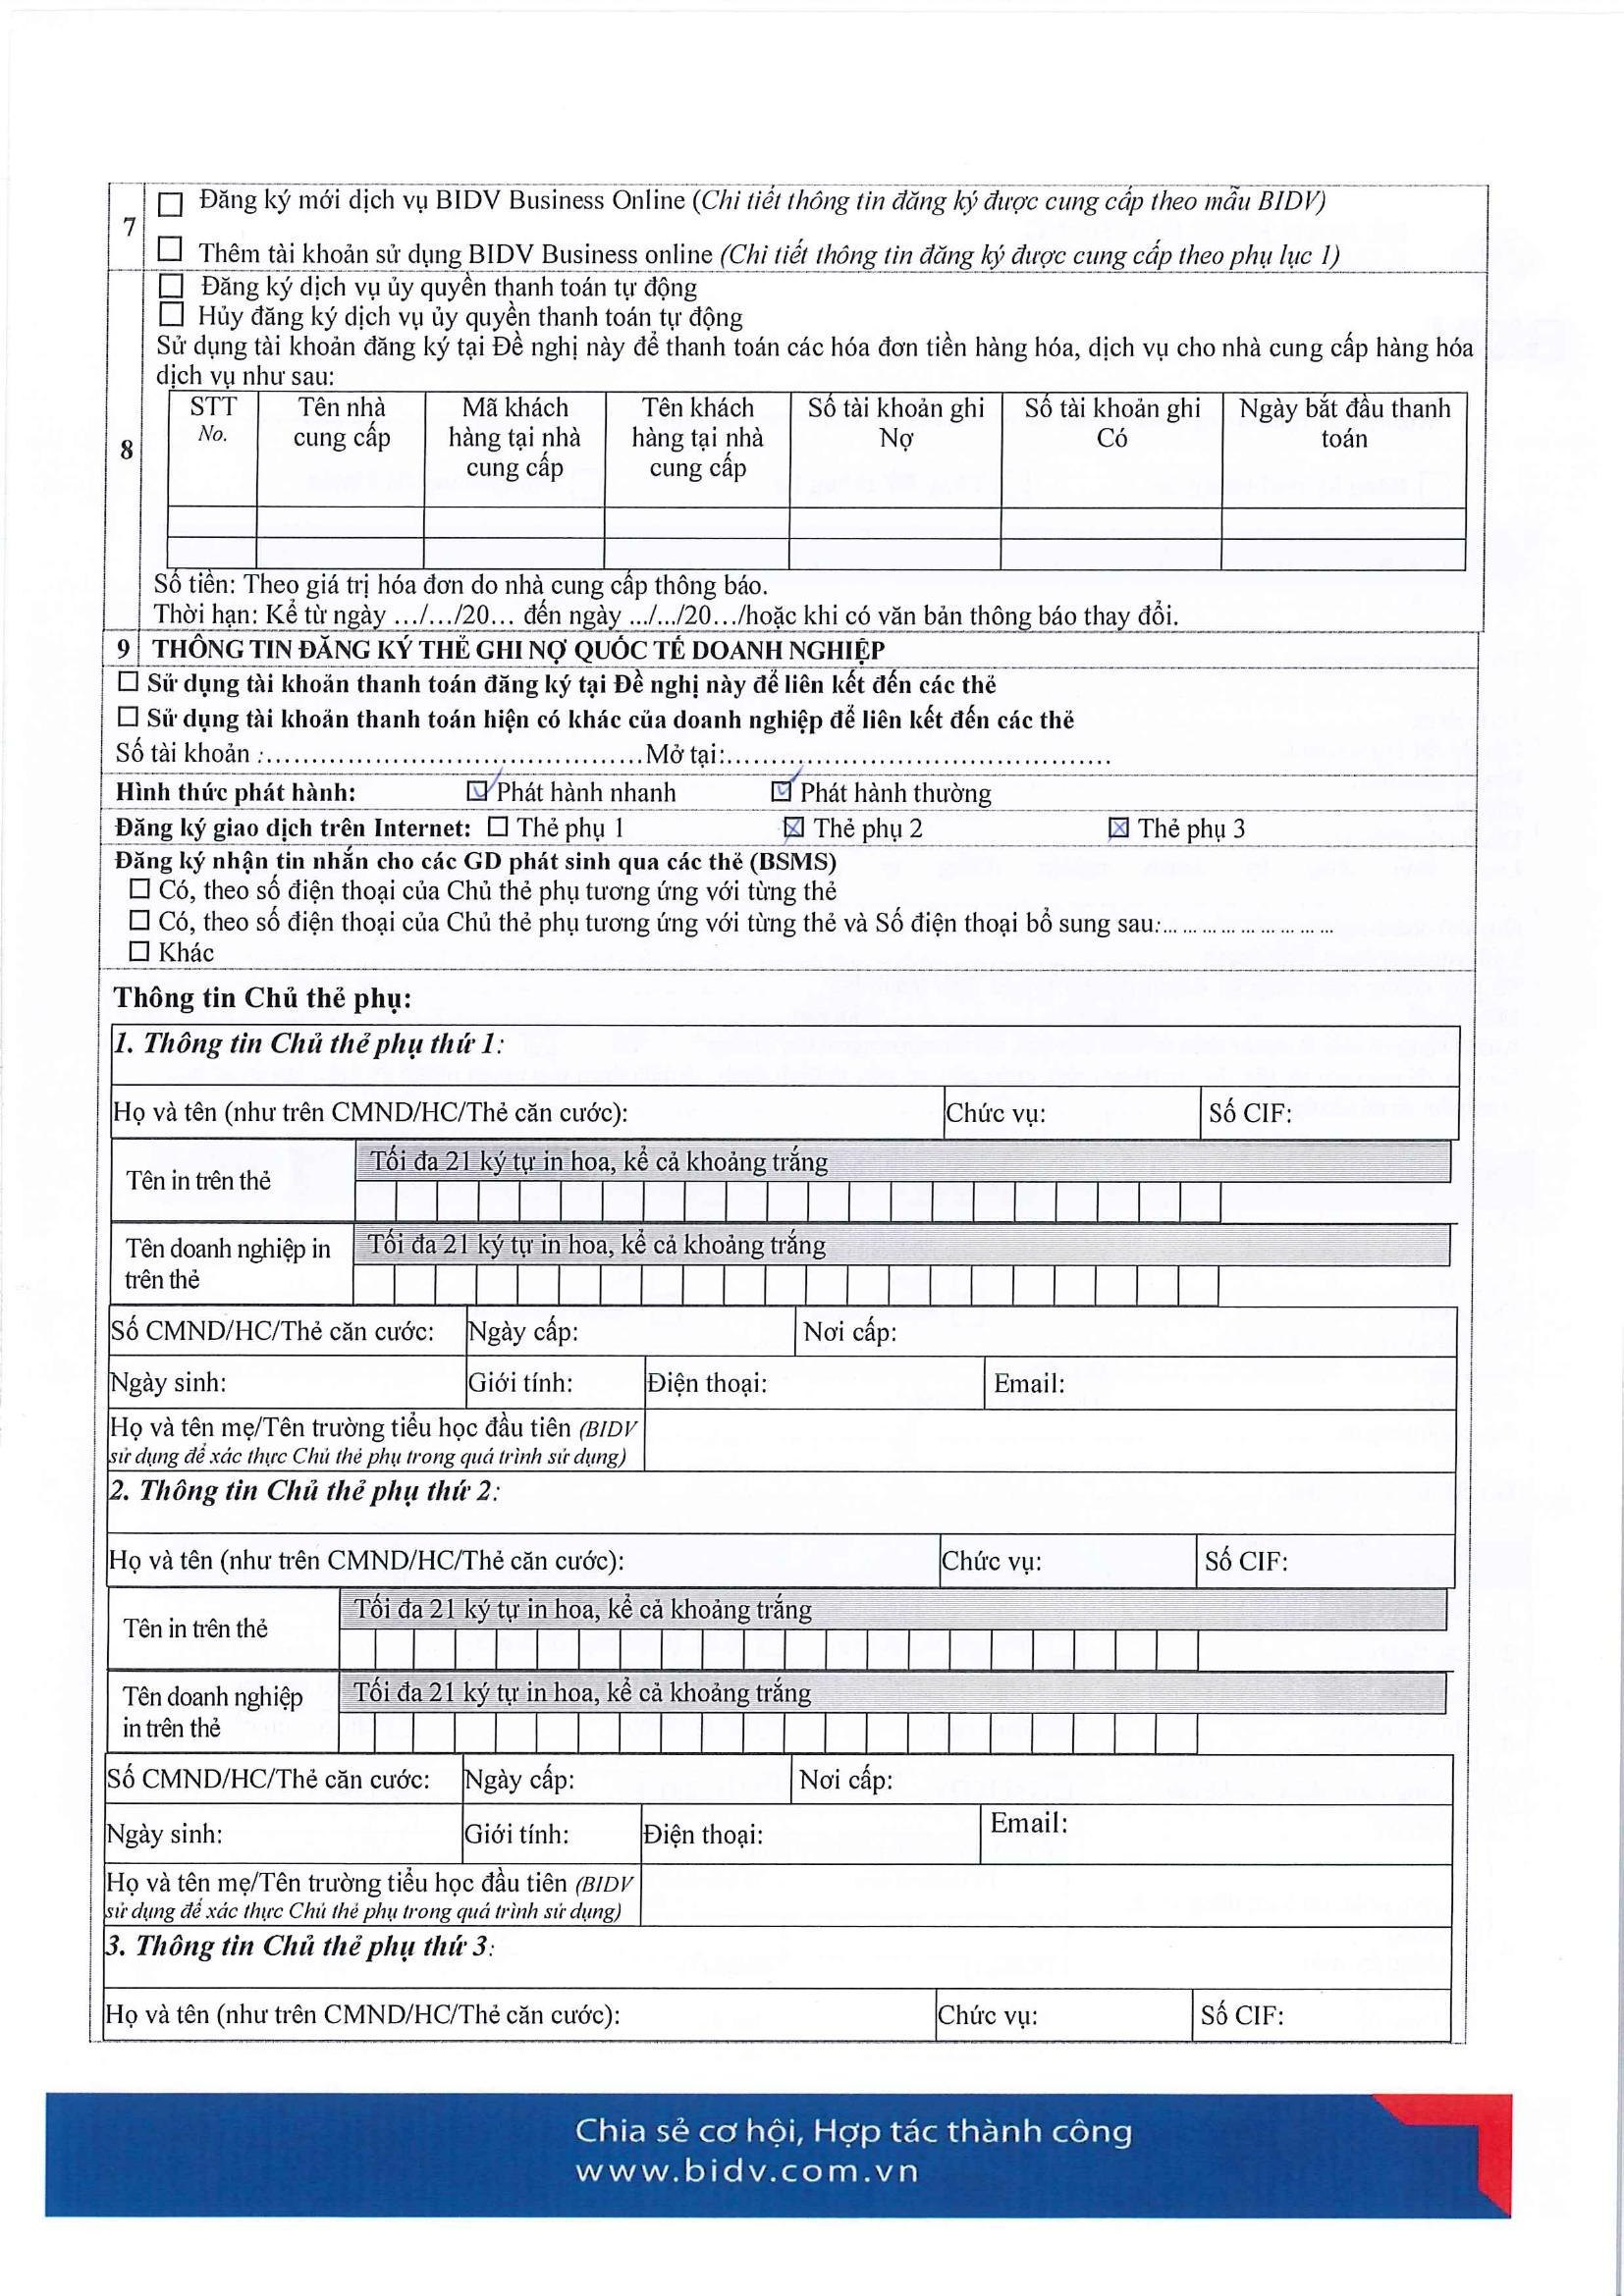 7
☐ Đăng ký mới dịch vụ BIDV Business Online (Chi tiết thông tin đăng ký được cung cấp theo mẫu BIDV)
☐ Thêm tài khoản sử dụng BIDV Business online (Chi tiết thông tin đăng ký được cung cấp theo phụ lục 1)
8
☐ Đăng ký dịch vụ ủy quyền thanh toán tự động
☐ Hủy đăng ký dịch vụ ủy quyền thanh toán tự động
Sử dụng tài khoản đăng ký tại Đề nghị này để thanh toán các hóa đơn tiền hàng hóa, dịch vụ cho nhà cung cấp hàng hóa
dịch vụ như sau:
STT No. | Tên nhà cung cấp | Mã khách hàng tại nhà cung cấp | Tên khách hàng tại nhà cung cấp | Số tài khoản ghi Nợ | Số tài khoản ghi Có | Ngày bắt đầu thanh toán
Số tiền: Theo giá trị hóa đơn do nhà cung cấp thông báo.
Thời hạn: Kể từ ngày …/…/20… đến ngày .../.../20…/hoặc khi có văn bản thông báo thay đổi.
9 THÔNG TIN ĐĂNG KÝ THẺ GHI NỢ QUỐC TẾ DOANH NGHIỆP
☐ Sử dụng tài khoản thanh toán đăng ký tại Đề nghị này để liên kết đến các thẻ
☐ Sử dụng tài khoản thanh toán hiện có khác của doanh nghiệp để liên kết đến các thẻ
Số tài khoản :........................................Mở tại:............................................
Hình thức phát hành: ☑ Phát hành nhanh ☑ Phát hành thường
Đăng ký giao dịch trên Internet: ☐ Thẻ phụ 1 ☒ Thẻ phụ 2 ☒ Thẻ phụ 3
Đăng ký nhận tin nhắn cho các GD phát sinh qua các thẻ (BSMS)
☐ Có, theo số điện thoại của Chủ thẻ phụ tương ứng với từng thẻ
☐ Có, theo số điện thoại của Chủ thẻ phụ tương ứng với từng thẻ và Số điện thoại bổ sung sau:… … … … … … … … …
☐ Khác
Thông tin Chủ thẻ phụ:
1. Thông tin Chủ thẻ phụ thứ 1:
Họ và tên (như trên CMND/HC/Thẻ căn cước): Chức vụ: Số CIF:
Tối đa 21 ký tự in hoa, kể cả khoảng trắng
Tên in trên thẻ
Tối đa 21 ký tự in hoa, kể cả khoảng trắng
Tên doanh nghiệp in
trên thẻ
Số CMND/HC/Thẻ căn cước: Ngày cấp: Nơi cấp:
Ngày sinh: Giới tính: Điện thoại: Email:
Họ và tên mẹ/Tên trường tiểu học đầu tiên (BIDV
sử dụng để xác thực Chủ thẻ phụ trong quá trình sử dụng)
2. Thông tin Chủ thẻ phụ thứ 2:
Họ và tên (như trên CMND/HC/Thẻ căn cước): Chức vụ: Số CIF:
Tối đa 21 ký tự in hoa, kể cả khoảng trắng
Tên in trên thẻ
Tối đa 21 ký tự in hoa, kể cả khoảng trắng
Tên doanh nghiệp
in trên thẻ
Số CMND/HC/Thẻ căn cước: Ngày cấp: Nơi cấp:
Ngày sinh: Giới tính: Điện thoại: Email:
Họ và tên mẹ/Tên trường tiểu học đầu tiên (BIDV
sử dụng để xác thực Chủ thẻ phụ trong quá trình sử dụng)
3. Thông tin Chủ thẻ phụ thứ 3:
Họ và tên (như trên CMND/HC/Thẻ căn cước): Chức vụ: Số CIF:
Chia sẻ cơ hội, Hợp tác thành công
www.bidv.com.vn